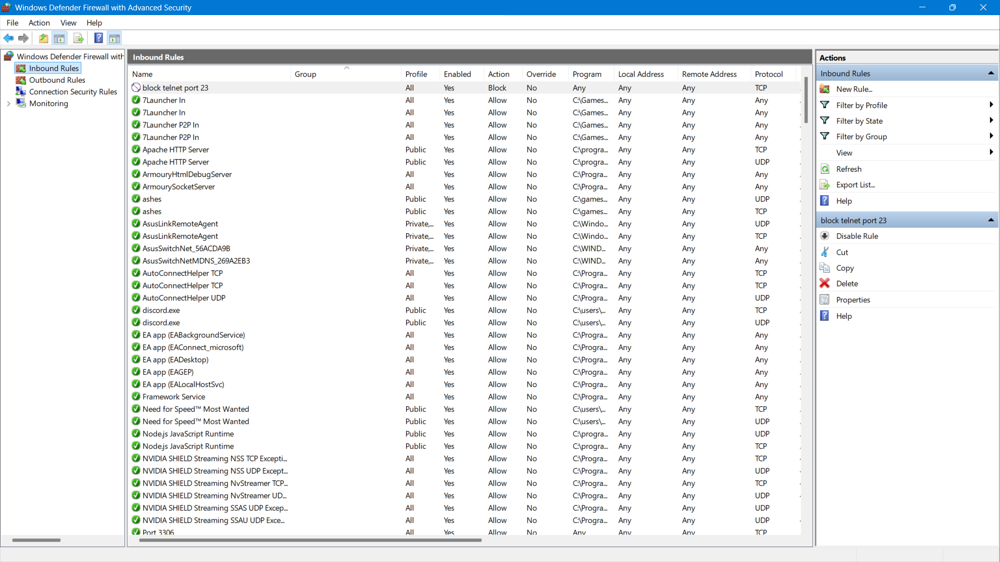 Windows Defender Firewall with Advanced Security
File Action View Help
Windows Defender Firewall with
Inbound Rules
Outbound Rules
Connection Security Rules
Monitoring
Inbound Rules
Name Group Profile Enabled Action Override Program Local Address Remote Address Protocol
block telnet port 23 All Yes Block No Any Any Any TCP
7Launcher In All Yes Allow No C:\Games... Any Any Any
7Launcher In All Yes Allow No C:\Games... Any Any Any
7Launcher P2P In All Yes Allow No C:\Games... Any Any Any
7Launcher P2P In All Yes Allow No C:\Games... Any Any Any
Apache HTTP Server Public Yes Allow No C:\progra... Any Any TCP
Apache HTTP Server Public Yes Allow No C:\progra... Any Any UDP
ArmouryHtmlDebugServer All Yes Allow No C:\Progra... Any Any Any
ArmourySocketServer All Yes Allow No C:\Progra... Any Any Any
ashes Public Yes Allow No C:\games... Any Any UDP
ashes Public Yes Allow No C:\games... Any Any TCP
AsusLinkRemoteAgent Private,... Yes Allow No C:\Windo... Any Any UDP
AsusLinkRemoteAgent Private,... Yes Allow No C:\Windo... Any Any TCP
AsusSwitchNet_56ACDA9B Private,... Yes Allow No C:\WIND... Any Any Any
AsusSwitchNetMDNS_269A2EB3 Private,... Yes Allow No C:\WIND... Any Any Any
AutoConnectHelper TCP All Yes Allow No C:\Progra... Any Any TCP
AutoConnectHelper TCP All Yes Allow No C:\Progra... Any Any TCP
AutoConnectHelper UDP All Yes Allow No C:\Progra... Any Any UDP
discord.exe Public Yes Allow No C:\users\... Any Any TCP
discord.exe Public Yes Allow No C:\users\... Any Any UDP
EA app (EABackgroundService) All Yes Allow No C:\Progra... Any Any Any
EA app (EAConnect_microsoft) All Yes Allow No C:\Progra... Any Any Any
EA app (EADesktop) All Yes Allow No C:\Progra... Any Any Any
EA app (EAGEP) All Yes Allow No C:\Progra... Any Any Any
EA app (EALocalHostSvc) All Yes Allow No C:\Progra... Any Any Any
Framework Service All Yes Allow No C:\Progra... Any Any Any
Need for Speed™ Most Wanted Public Yes Allow No C:\users\... Any Any TCP
Need for Speed™ Most Wanted Public Yes Allow No C:\users\... Any Any UDP
Node.js JavaScript Runtime Public Yes Allow No C:\progra... Any Any UDP
Node.js JavaScript Runtime Public Yes Allow No C:\progra... Any Any TCP
NVIDIA SHIELD Streaming NSS TCP Excepti... All Yes Allow No C:\Progra... Any Any TCP
NVIDIA SHIELD Streaming NSS UDP Except... All Yes Allow No C:\Progra... Any Any UDP
NVIDIA SHIELD Streaming NvStreamer TCP... All Yes Allow No C:\Progra... Any Any TCP
NVIDIA SHIELD Streaming NvStreamer UD... All Yes Allow No C:\Progra... Any Any UDP
NVIDIA SHIELD Streaming SSAS UDP Excep... All Yes Allow No C:\Progra... Any Any UDP
NVIDIA SHIELD Streaming SSAU UDP Exce... All Yes Allow No C:\Progra... Any Any UDP
Port 3306 All Yes Allow No Any Any Any TCP
Actions
Inbound Rules
New Rule...
Filter by Profile
Filter by State
Filter by Group
View
Refresh
Export List...
Help
block telnet port 23
Disable Rule
Cut
Copy
Delete
Properties
Help